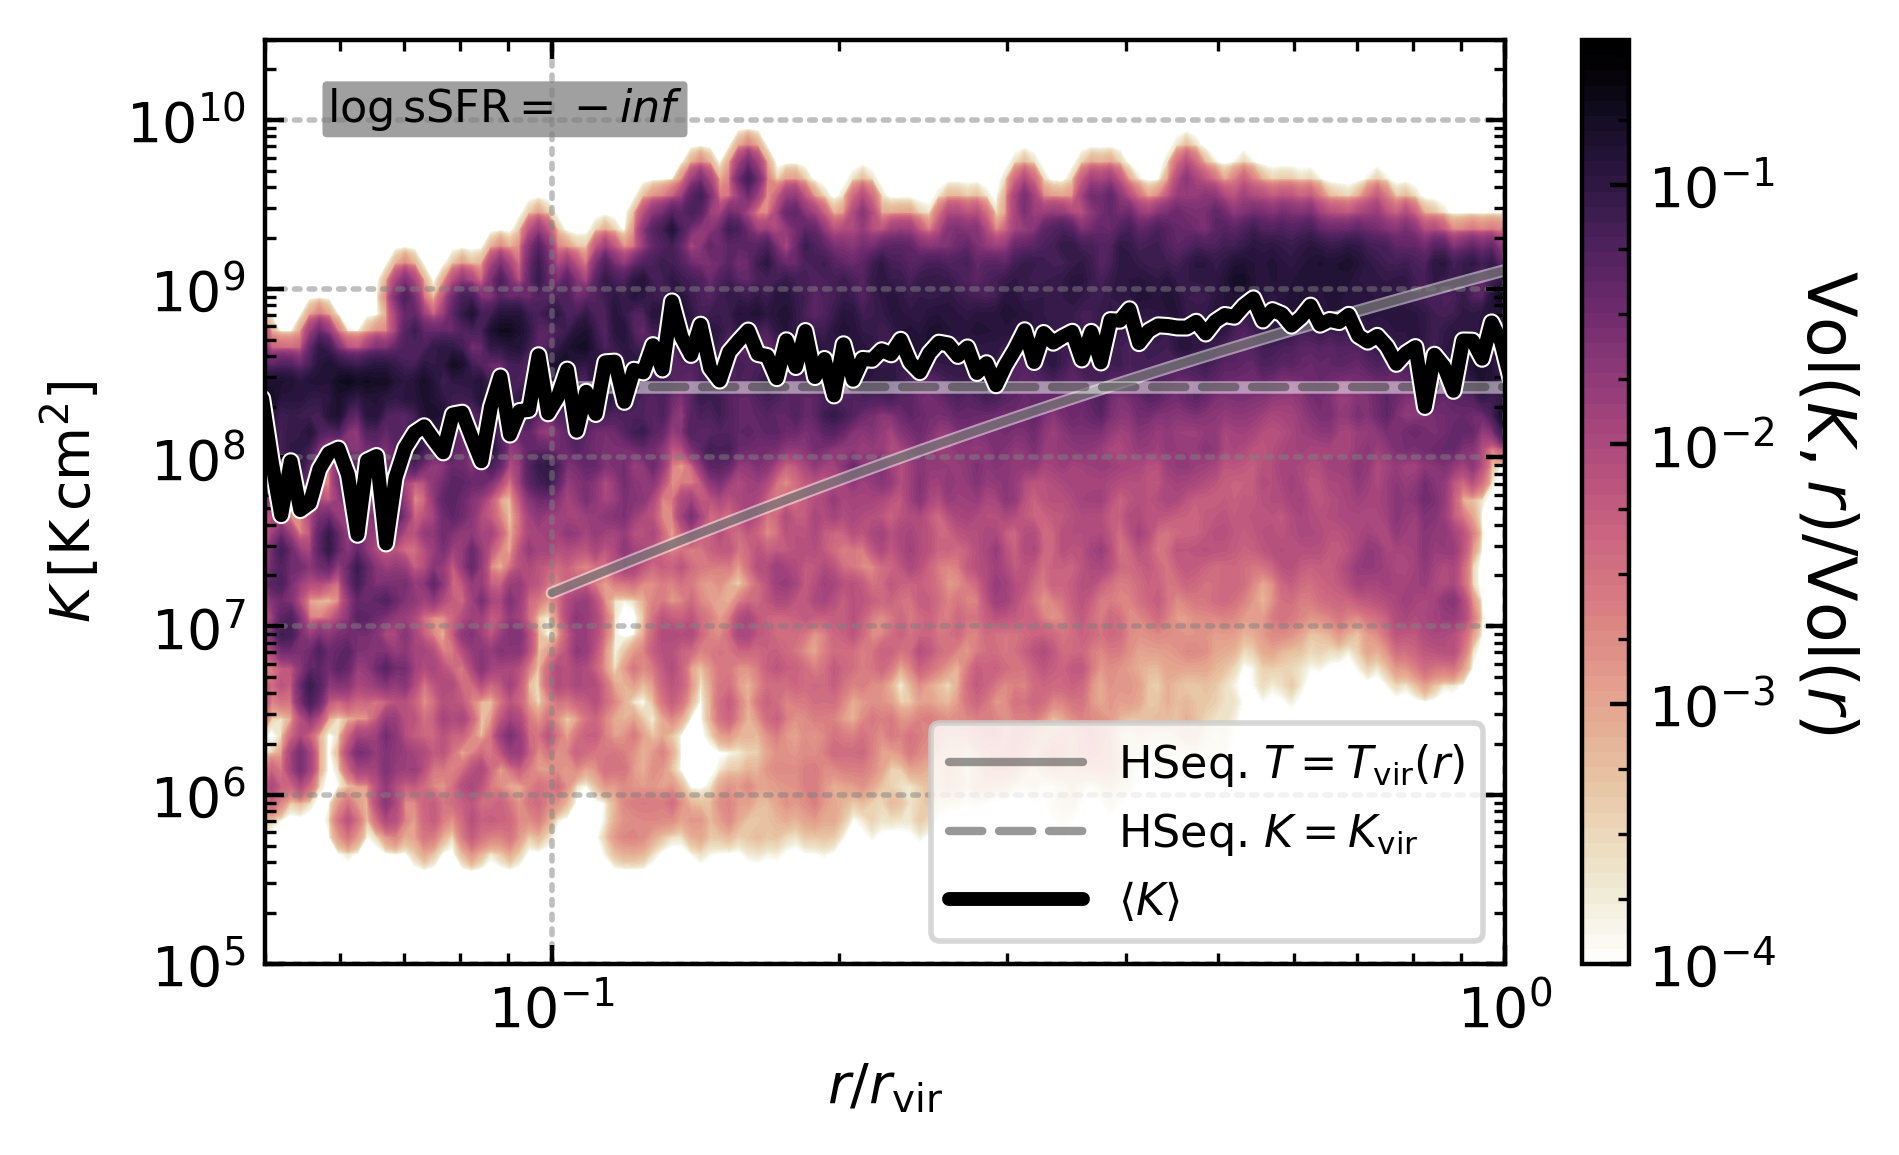 log sSFR = −inf
10^10
10^9
10^8
10^7
10^6
10^5
K [K cm^2]
10^−1
10^0
r/r_vir
HSeq. T = T_vir(r)
HSeq. K = K_vir
⟨K⟩
10^−1
10^−2
10^−3
10^−4
Vol(K, r)/Vol(r)